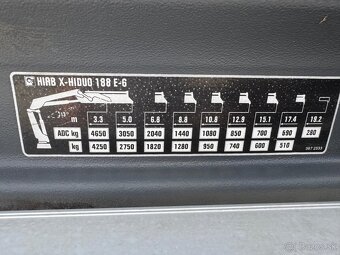 HIAB X-HIDUO 188 E-6
m 3.3 5.0 6.8 8.8 10.8 12.9 15.1 17.4 18.2
ADC kg 4650 3050 2040 1440 1080 850 700 690 280
kg 4250 2750 1820 1280 950 740 600 510
bazos.sk